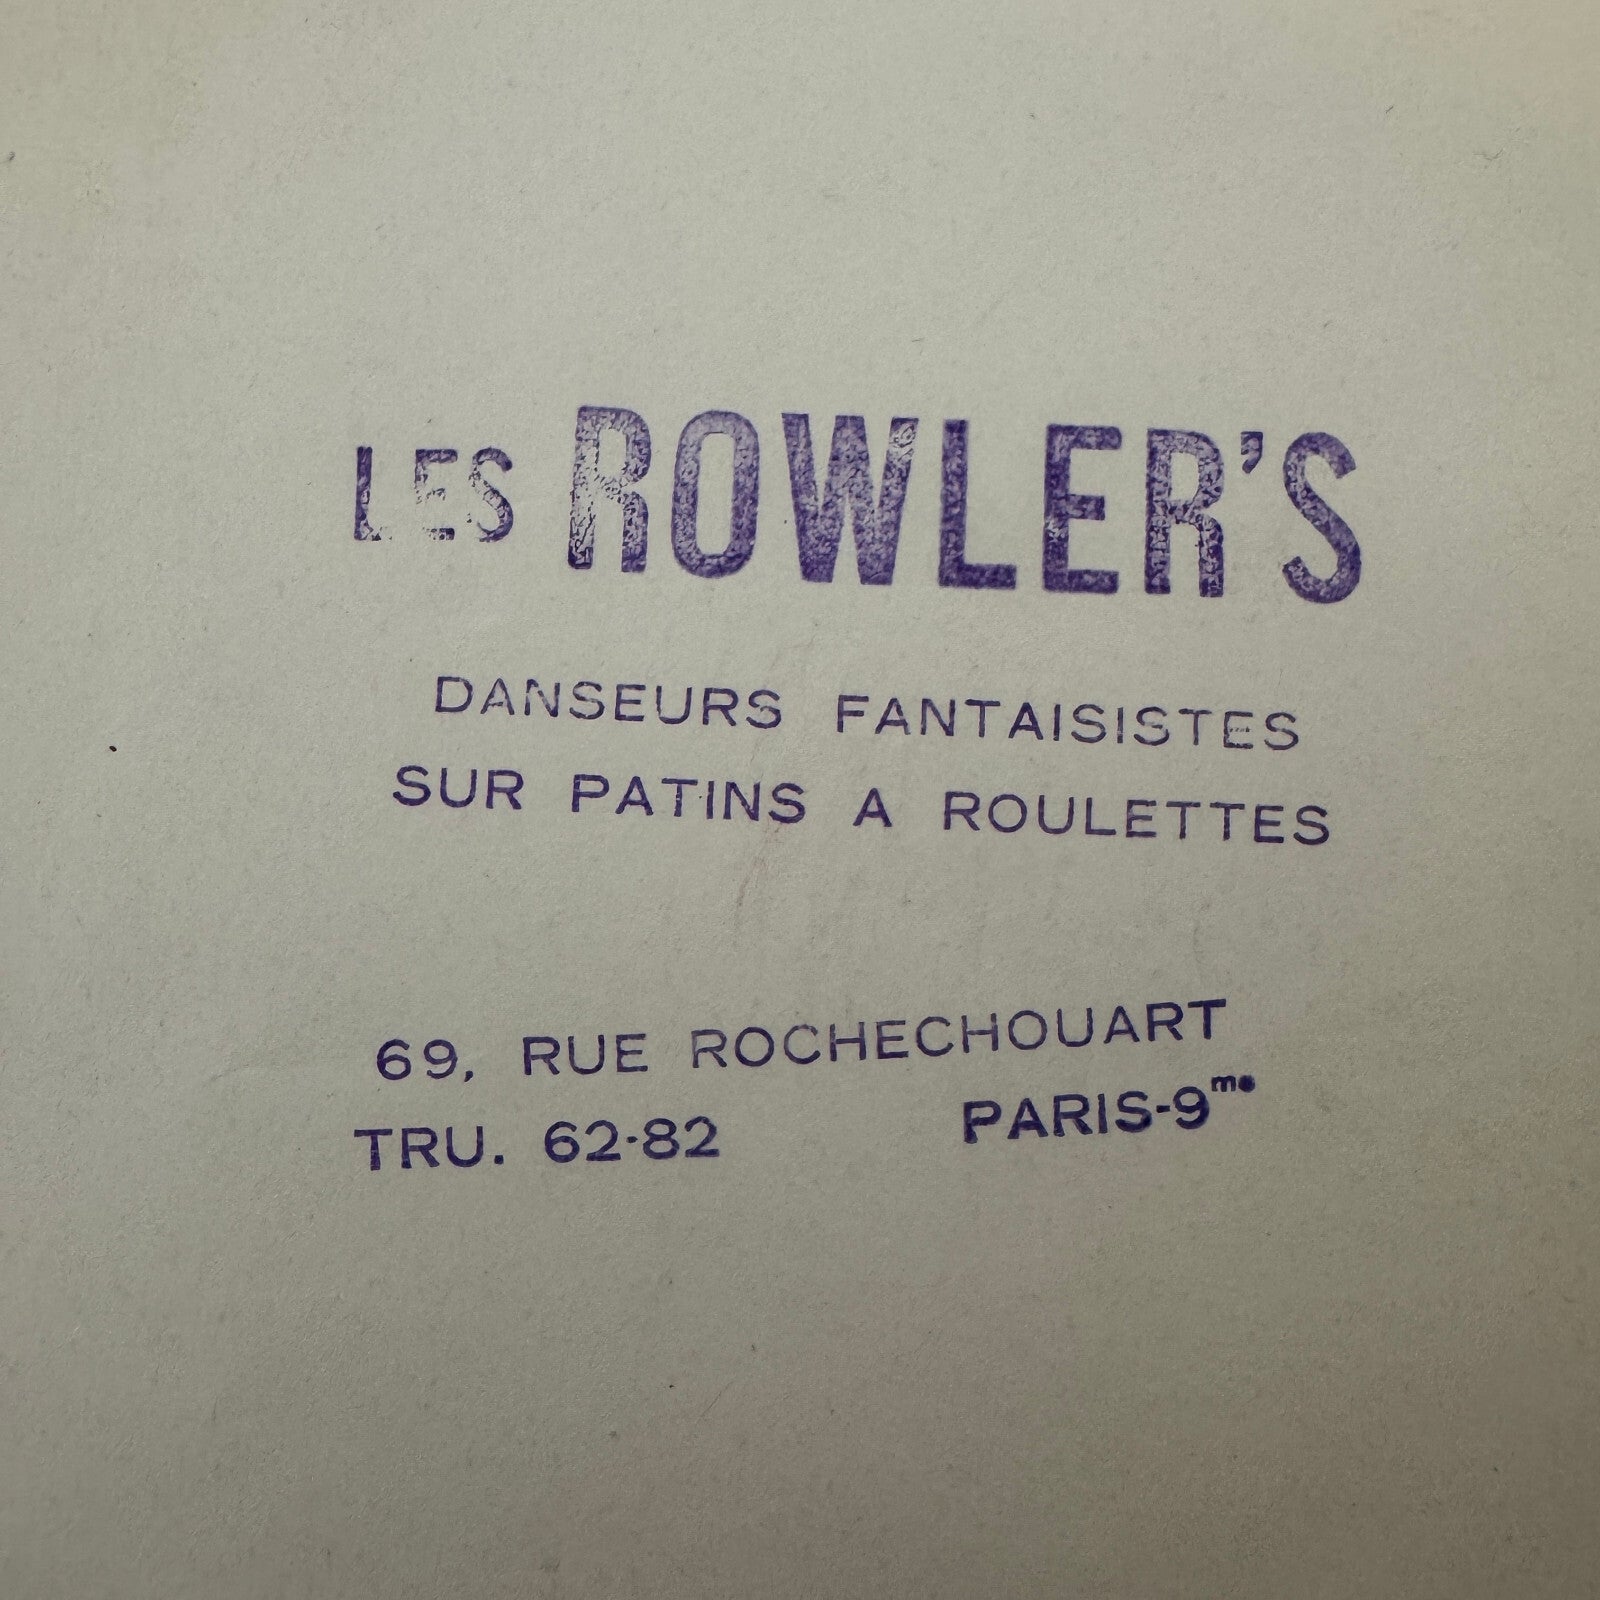 LES ROWLER'S
DANSEURS FANTAISISTES
SUR PATINS A ROULETTES
69, RUE ROCHECHOUART
TRU. 62-82 PARIS-9me